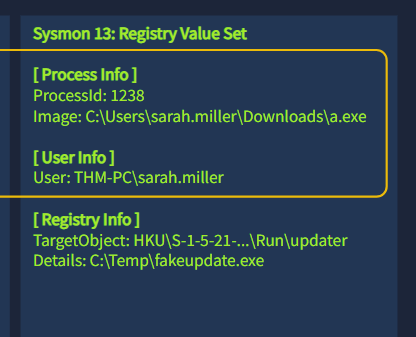 Sysmon 13: Registry Value Set
[ Process Info ]
ProcessId: 1238
Image: C:\Users\sarah.miller\Downloads\a.exe
[ User Info ]
User: THM-PC\sarah.miller
[ Registry Info ]
TargetObject: HKU\S-1-5-21-...\Run\updater
Details: C:\Temp\fakeupdate.exe